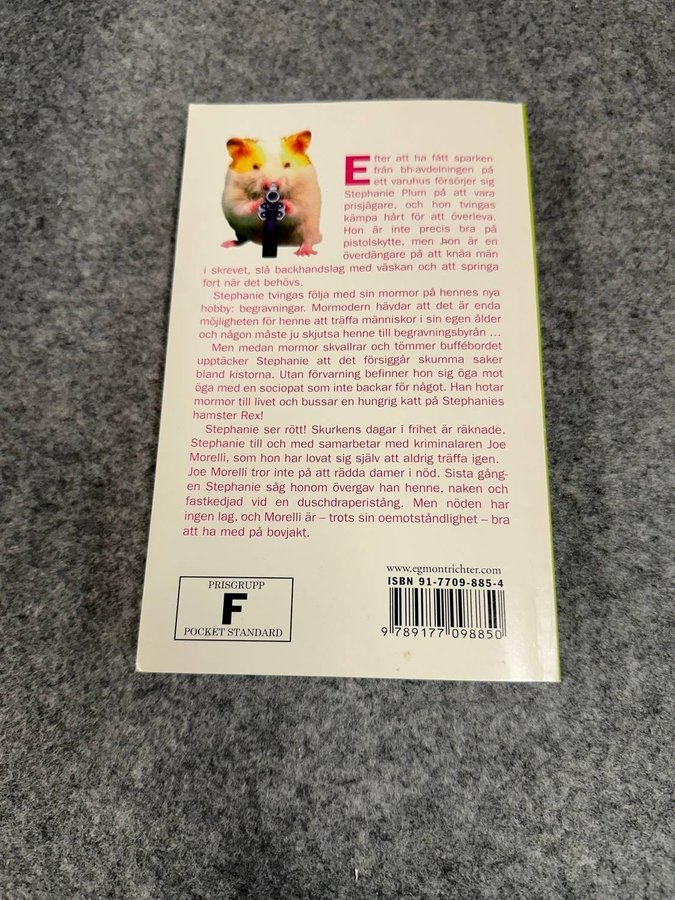 Efter att ha fått sparken
från bh-avdelningen på
ett varuhus försörjer sig
Stephanie Plum på att vara
prisjägare, och hon tvingas
kämpa hårt för att överleva.
Hon är inte precis bra på
pistolskytte, men hon är en
överdängare på att knäa män
i skrevet, slå backhandslag med väskan och att springa
fort när det behövs.
Stephanie tvingas följa med sin mormor på hennes nya
hobby: begravningar. Mormodern hävdar att det är enda
möjligheten för henne att träffa människor i sin egen ålder
och någon måste ju skjutsa henne till begravningsbyrån ...
Men medan mormor skvallrar och tömmer buffébordet
upptäcker Stephanie att det försiggår skumma saker
bland kistorna. Utan förvarning befinner hon sig öga mot
öga med en sociopat som inte backar för något. Han hotar
mormor till livet och bussar en hungrig katt på Stephanies
hamster Rex!
Stephanie ser rött! Skurkens dagar i frihet är räknade.
Stephanie till och med samarbetar med kriminalaren Joe
Morelli, som hon har lovat sig själv att aldrig träffa igen.
Joe Morelli tror inte på att rädda damer i nöd. Sista gång-
en Stephanie såg honom övergav han henne, naken och
fastkedjad vid en duschdraperistång. Men nöden har
ingen lag, och Morelli är – trots sin oemotståndlighet – bra
att ha med på bovjakt.
www.egmontrichter.com
ISBN 91-7709-885-4
9 789177 098850
PRISGRUPP
F
POCKET STANDARD